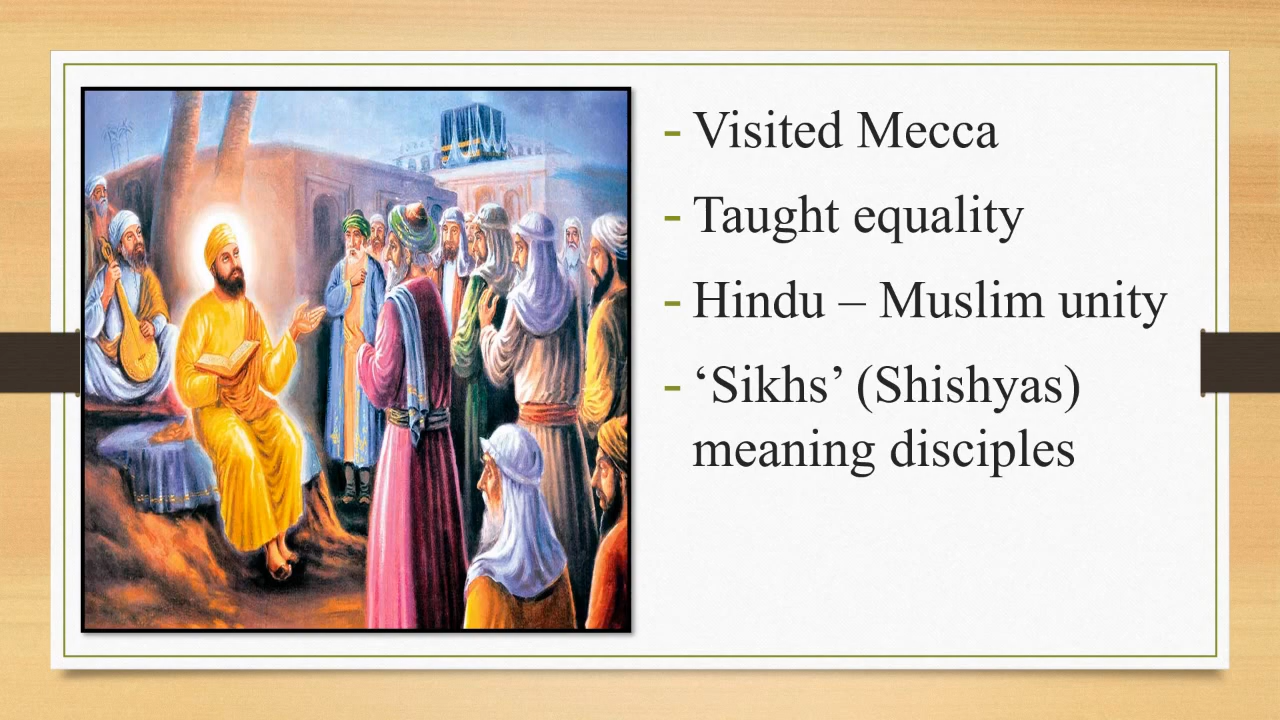 - Visited Mecca
- Taught equality
- Hindu – Muslim unity
- ‘Sikhs’ (Shishyas)
meaning disciples